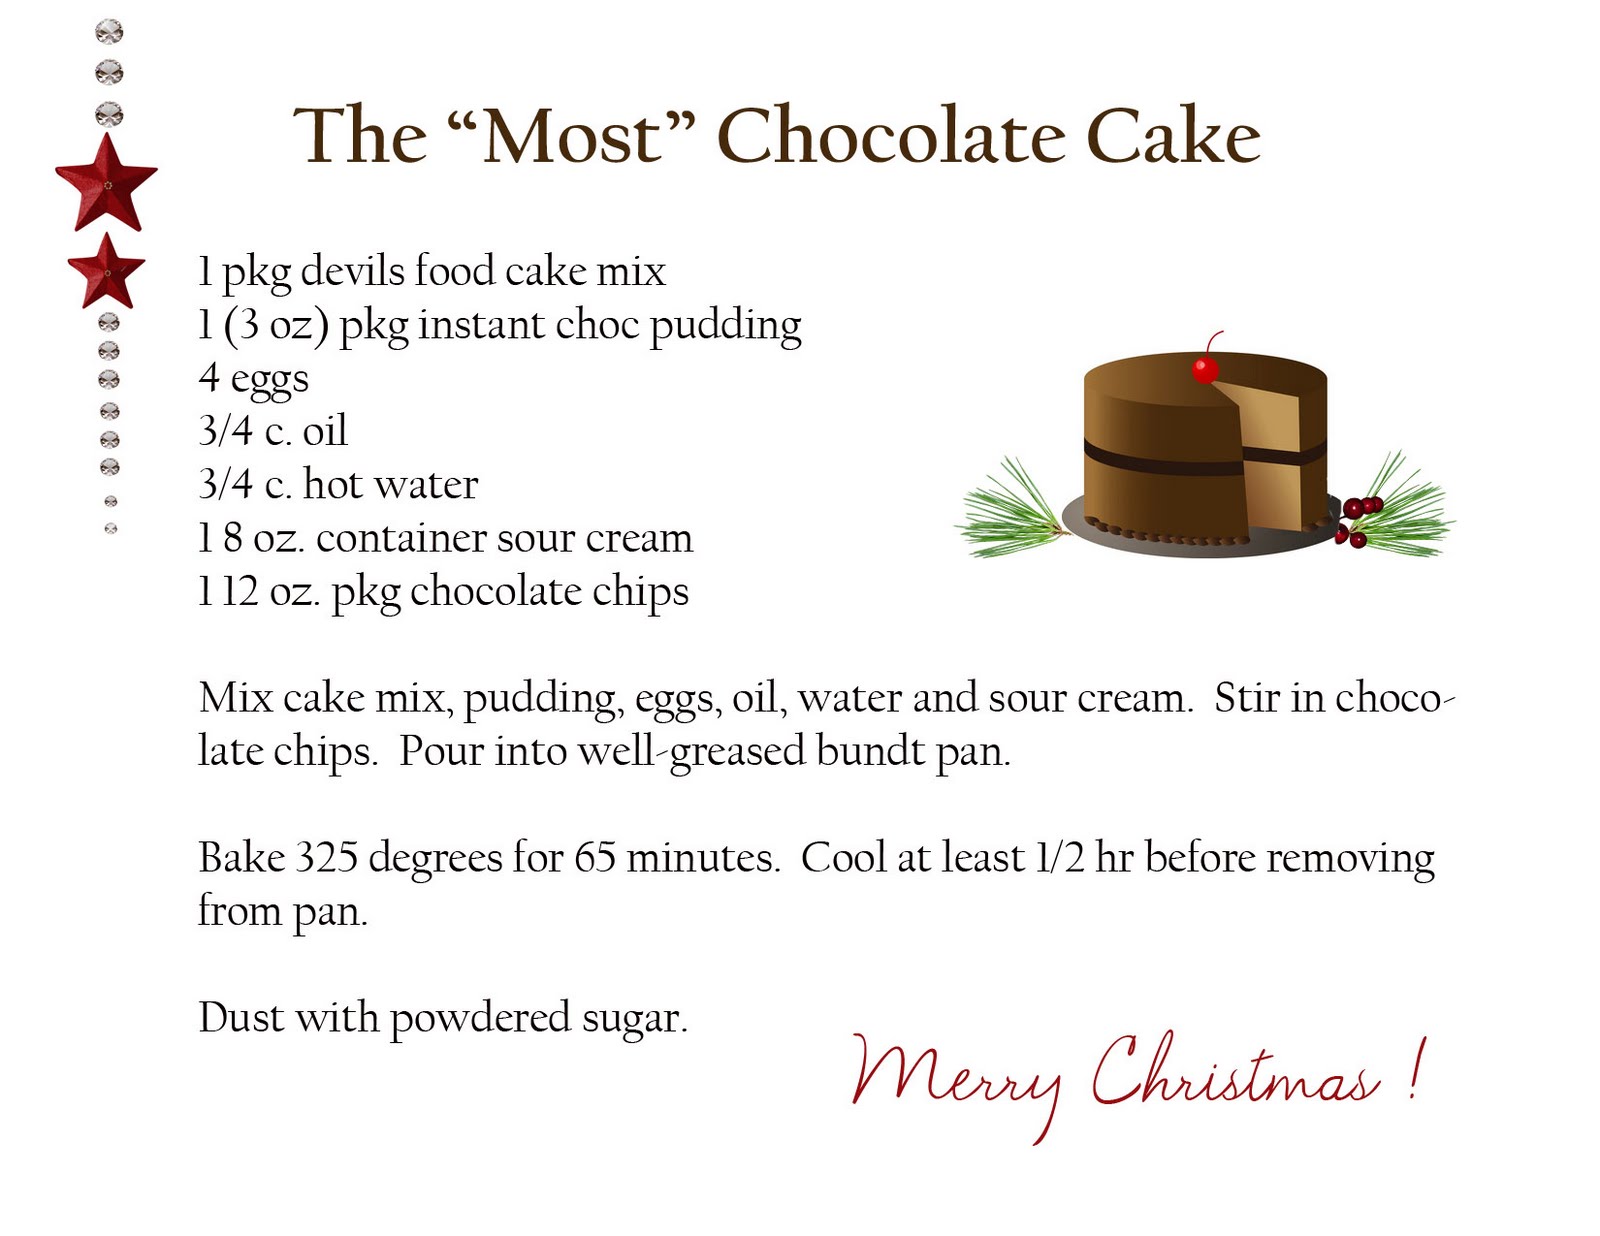 The “Most” Chocolate Cake
1 pkg devils food cake mix
1 (3 oz) pkg instant choc pudding
4 eggs
3/4 c. oil
3/4 c. hot water
1 8 oz. container sour cream
1 12 oz. pkg chocolate chips
Mix cake mix, pudding, eggs, oil, water and sour cream.  Stir in choco-
late chips.  Pour into well-greased bundt pan.
Bake 325 degrees for 65 minutes.  Cool at least 1/2 hr before removing
from pan.
Dust with powdered sugar.
Merry Christmas !